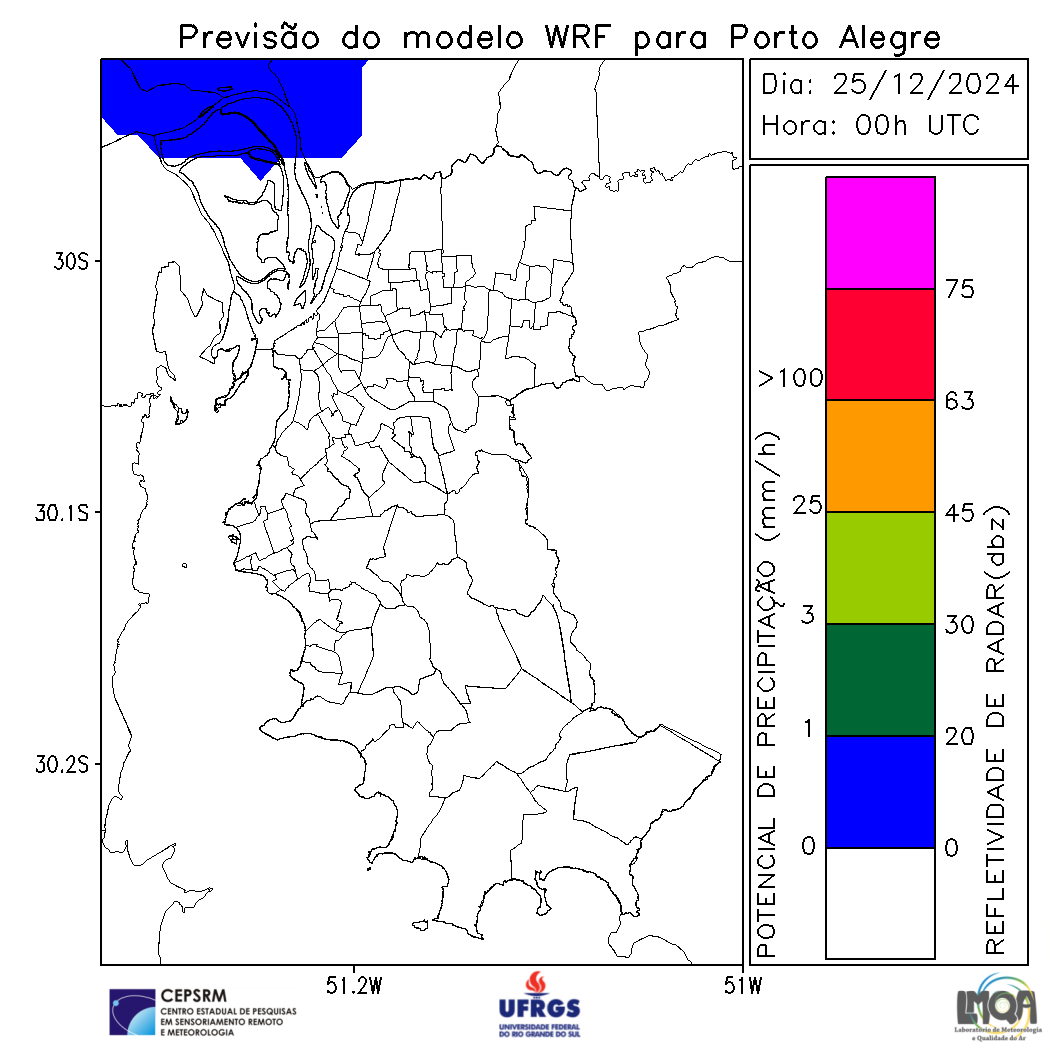 Previsão do modelo WRF para Porto Alegre
Dia: 25/12/2024
Hora: 00h UTC
30S
30.1S
30.2S
51.2W
51W
POTENCIAL DE PRECIPITAÇÃO (mm/h)
>100
25
3
1
0
75
63
45
30
20
0
REFLETIVIDADE DE RADAR(dbz)
CEPSRM
CENTRO ESTADUAL DE PESQUISAS
EM SENSORIAMENTO REMOTO
E METEOROLOGIA
UFRGS
UNIVERSIDADE FEDERAL
DO RIO GRANDE DO SUL
LMQA
Laboratório de Meteorologia
e Qualidade do Ar